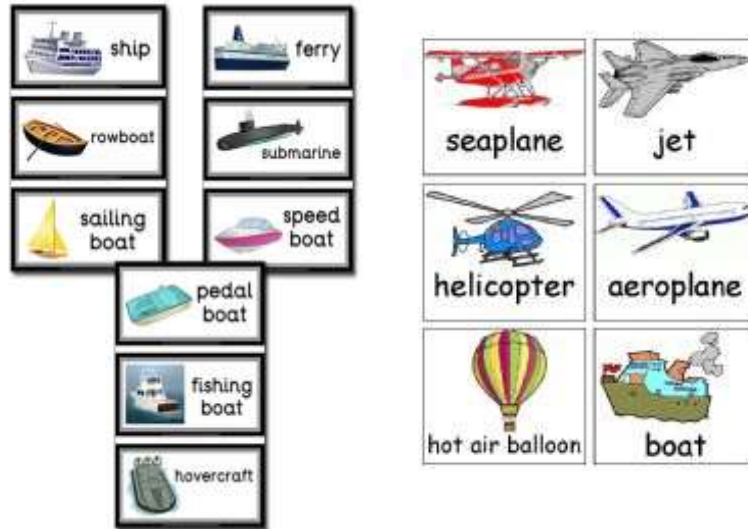 ship
ferry
rowboat
submarine
sailing
boat
speed
boat
pedal
boat
fishing
boat
hovercraft
seaplane
jet
helicopter
aeroplane
hot air balloon
boat